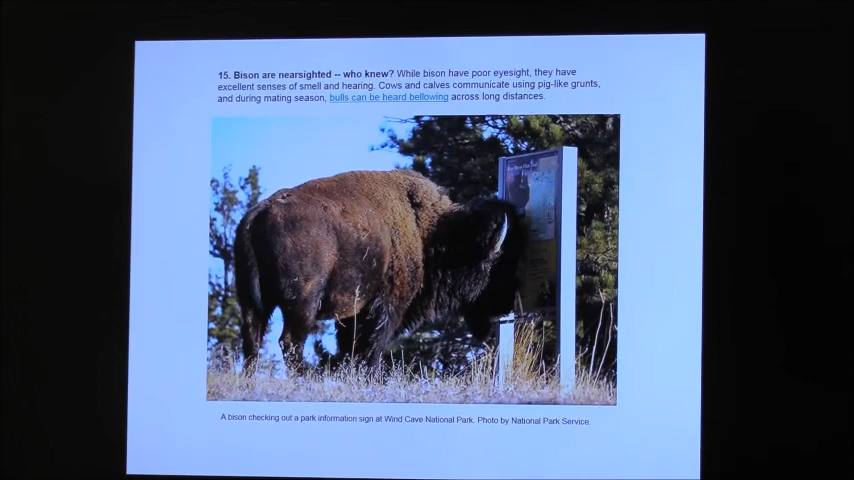 15. Bison are nearsighted -- who knew? While bison have poor eyesight, they have
excellent senses of smell and hearing. Cows and calves communicate using pig-like grunts,
and during mating season, bulls can be heard bellowing across long distances.
A bison checking out a park information sign at Wind Cave National Park. Photo by National Park Service.